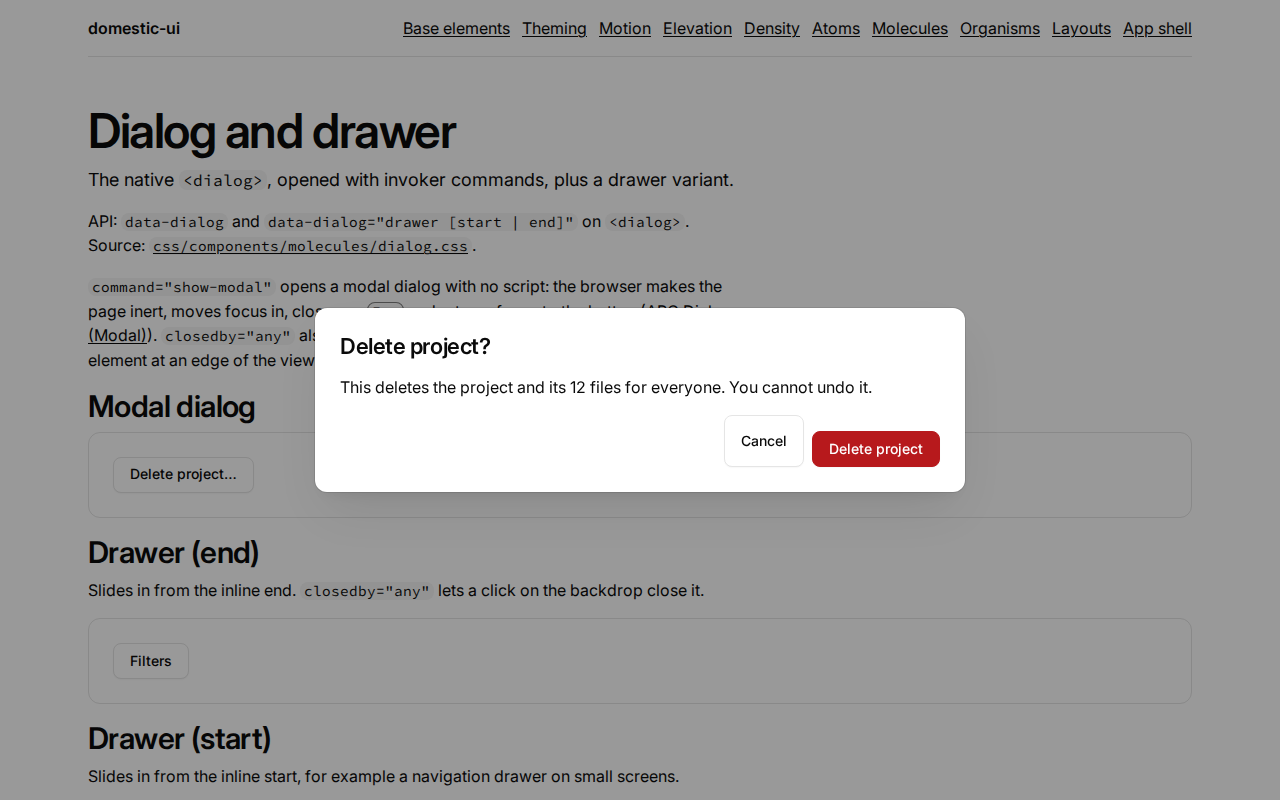 domestic-ui
Base elements Theming Motion Elevation Density Atoms Molecules Organisms Layouts App shell
Dialog and drawer
The native <dialog>, opened with invoker commands, plus a drawer variant.
API: data-dialog and data-dialog="drawer [start | end]" on <dialog>.
Source: css/components/molecules/dialog.css.
command="show-modal" opens a modal dialog with no script: the browser makes the
page inert, moves focus in,
(Modal)). closedby="any"
element at an edge of the view
Modal dialog
Delete project…
Delete project?
This deletes the project and its 12 files for everyone. You cannot undo it.
Cancel
Delete project
Drawer (end)
Slides in from the inline end. closedby="any" lets a click on the backdrop close it.
Filters
Drawer (start)
Slides in from the inline start, for example a navigation drawer on small screens.